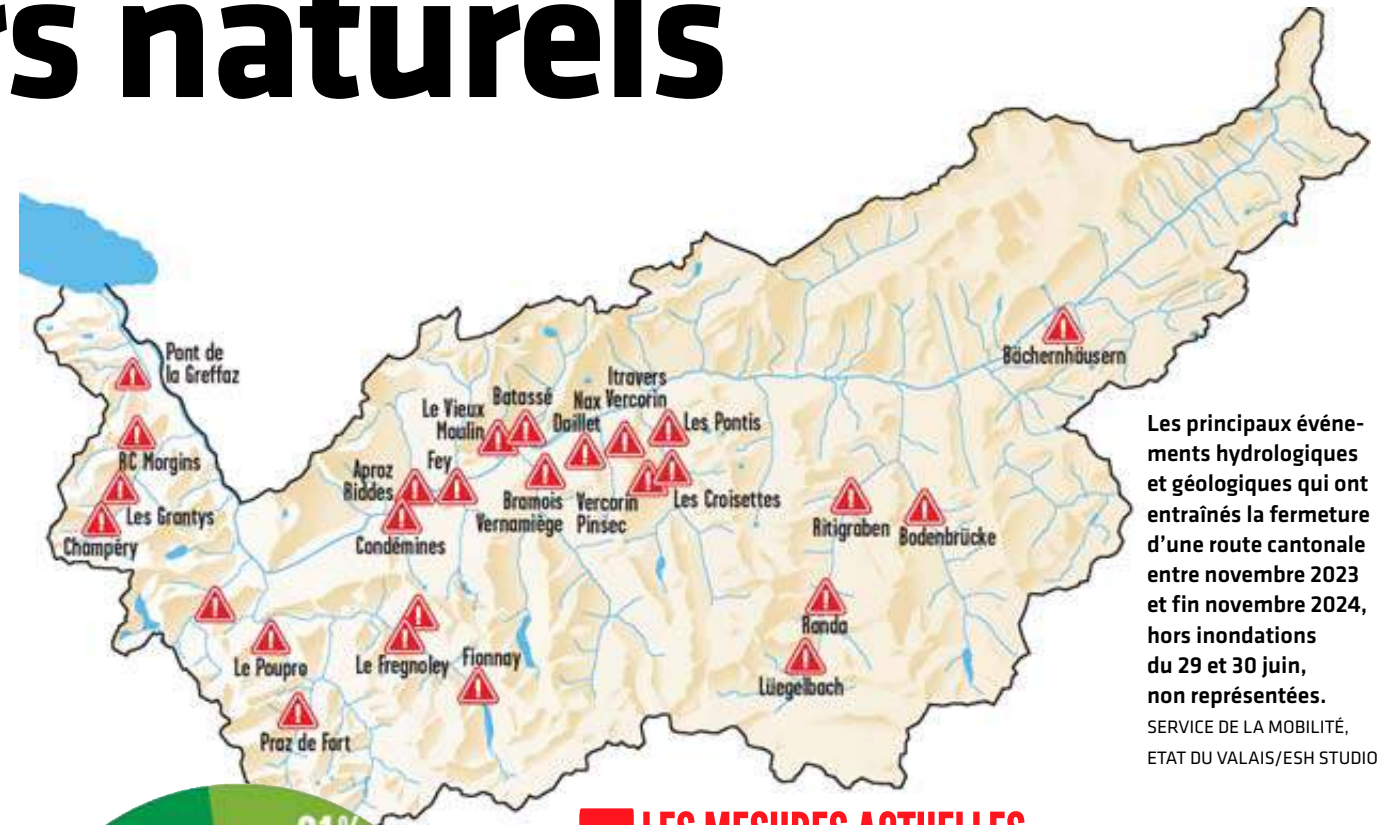 rs naturels
Pont de
la Greffaz
RC Morgins
Les Grantys
Champéry
Itravers
Vercorin
Nax
Daillet
Batassé
Le Vieux
Moulin
Les Pontis
Fey
Aproz
Riddes
Condémines
Bramois
Vernamiège
Vercorin
Pinsec
Les Croisettes
Bächernhäusern
Ritigraben
Bodenbrücke
Randa
Lüegelbach
Le Poupro
Le Fregnoley
Fionnay
Praz de Fort
Les principaux événe-
ments hydrologiques
et géologiques qui ont
entraînés la fermeture
d'une route cantonale
entre novembre 2023
et fin novembre 2024,
hors inondations
du 29 et 30 juin,
non représentées.
SERVICE DE LA MOBILITÉ,
ETAT DU VALAIS/ESH STUDIO
LES MESURES ACTUELLES